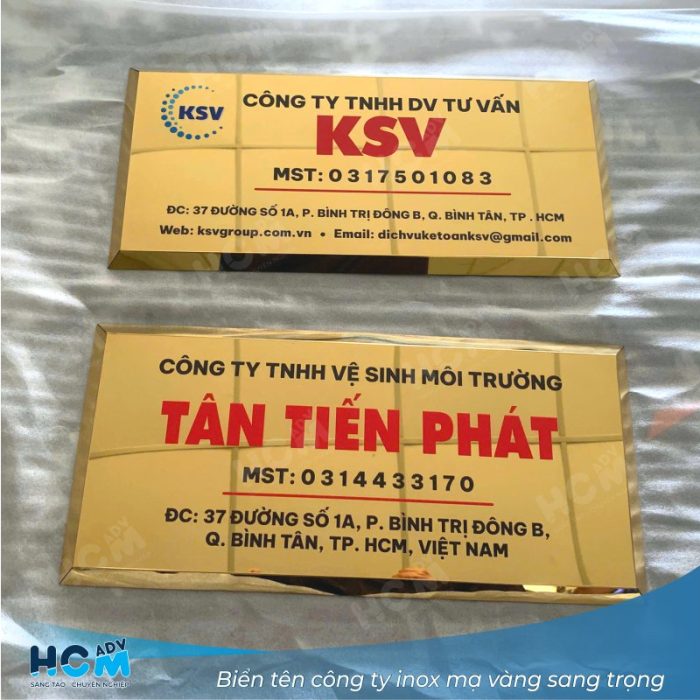 KSV
CÔNG TY TNHH DV TƯ VẤN
KSV
MST: 0317501083
ĐC: 37 ĐƯỜNG SỐ 1A, P. BÌNH TRỊ ĐÔNG B, Q. BÌNH TÂN, TP . HCM
Web: ksvgroup.com.vn • Email: dichvuketoanksv@gmail.com
CÔNG TY TNHH VỆ SINH MÔI TRƯỜNG
TÂN TIẾN PHÁT
MST: 0314433170
ĐC: 37 ĐƯỜNG SỐ 1A, P. BÌNH TRỊ ĐÔNG B,
Q. BÌNH TÂN, TP. HCM, VIỆT NAM
HCM ADV
SÁNG TẠO - CHUYÊN NGHIỆP
Biển tên công ty inox mạ vàng sang trọng